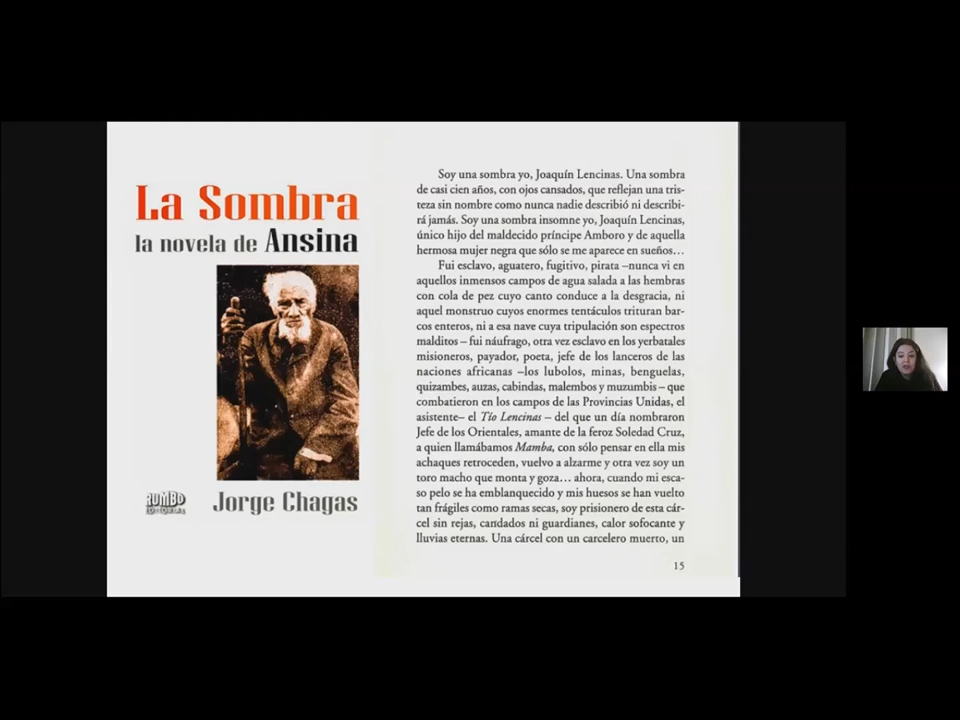 La Sombra
la novela de Ansina
RUMBO
EDITORIAL
Jorge Chagas
Soy una sombra yo, Joaquín Lencinas. Una sombra
de casi cien años, con ojos cansados, que reflejan una tris-
teza sin nombre como nunca nadie describió ni describi-
rá jamás. Soy una sombra insomne yo, Joaquín Lencinas,
único hijo del maldecido príncipe Amboro y de aquella
hermosa mujer negra que sólo se me aparece en sueños…
Fui esclavo, aguatero, fugitivo, pirata –nunca vi en
aquellos inmensos campos de agua salada a las hembras
con cola de pez cuyo canto conduce a la desgracia, ni
aquel monstruo cuyos enormes tentáculos trituran bar-
cos enteros, ni a esa nave cuya tripulación son espectros
malditos – fui náufrago, otra vez esclavo en los yerbatales
misioneros, payador, poeta, jefe de los lanceros de las
naciones africanas –los lubolos, minas, benguelas,
quizambes, auzas, cabindas, malembos y muzumbis – que
combatieron en los campos de las Provincias Unidas, el
asistente– el Tío Lencinas – del que un día nombraron
Jefe de los Orientales, amante de la feroz Soledad Cruz,
a quien llamábamos Mamba, con sólo pensar en ella mis
achaques retroceden, vuelvo a alzarme y otra vez soy un
toro macho que monta y goza… ahora, cuando mi esca-
so pelo se ha emblanquecido y mis huesos se han vuelto
tan frágiles como ramas secas, soy prisionero de esta cár-
cel sin rejas, candados ni guardianes, calor sofocante y
lluvias eternas. Una cárcel con un carcelero muerto, un
15